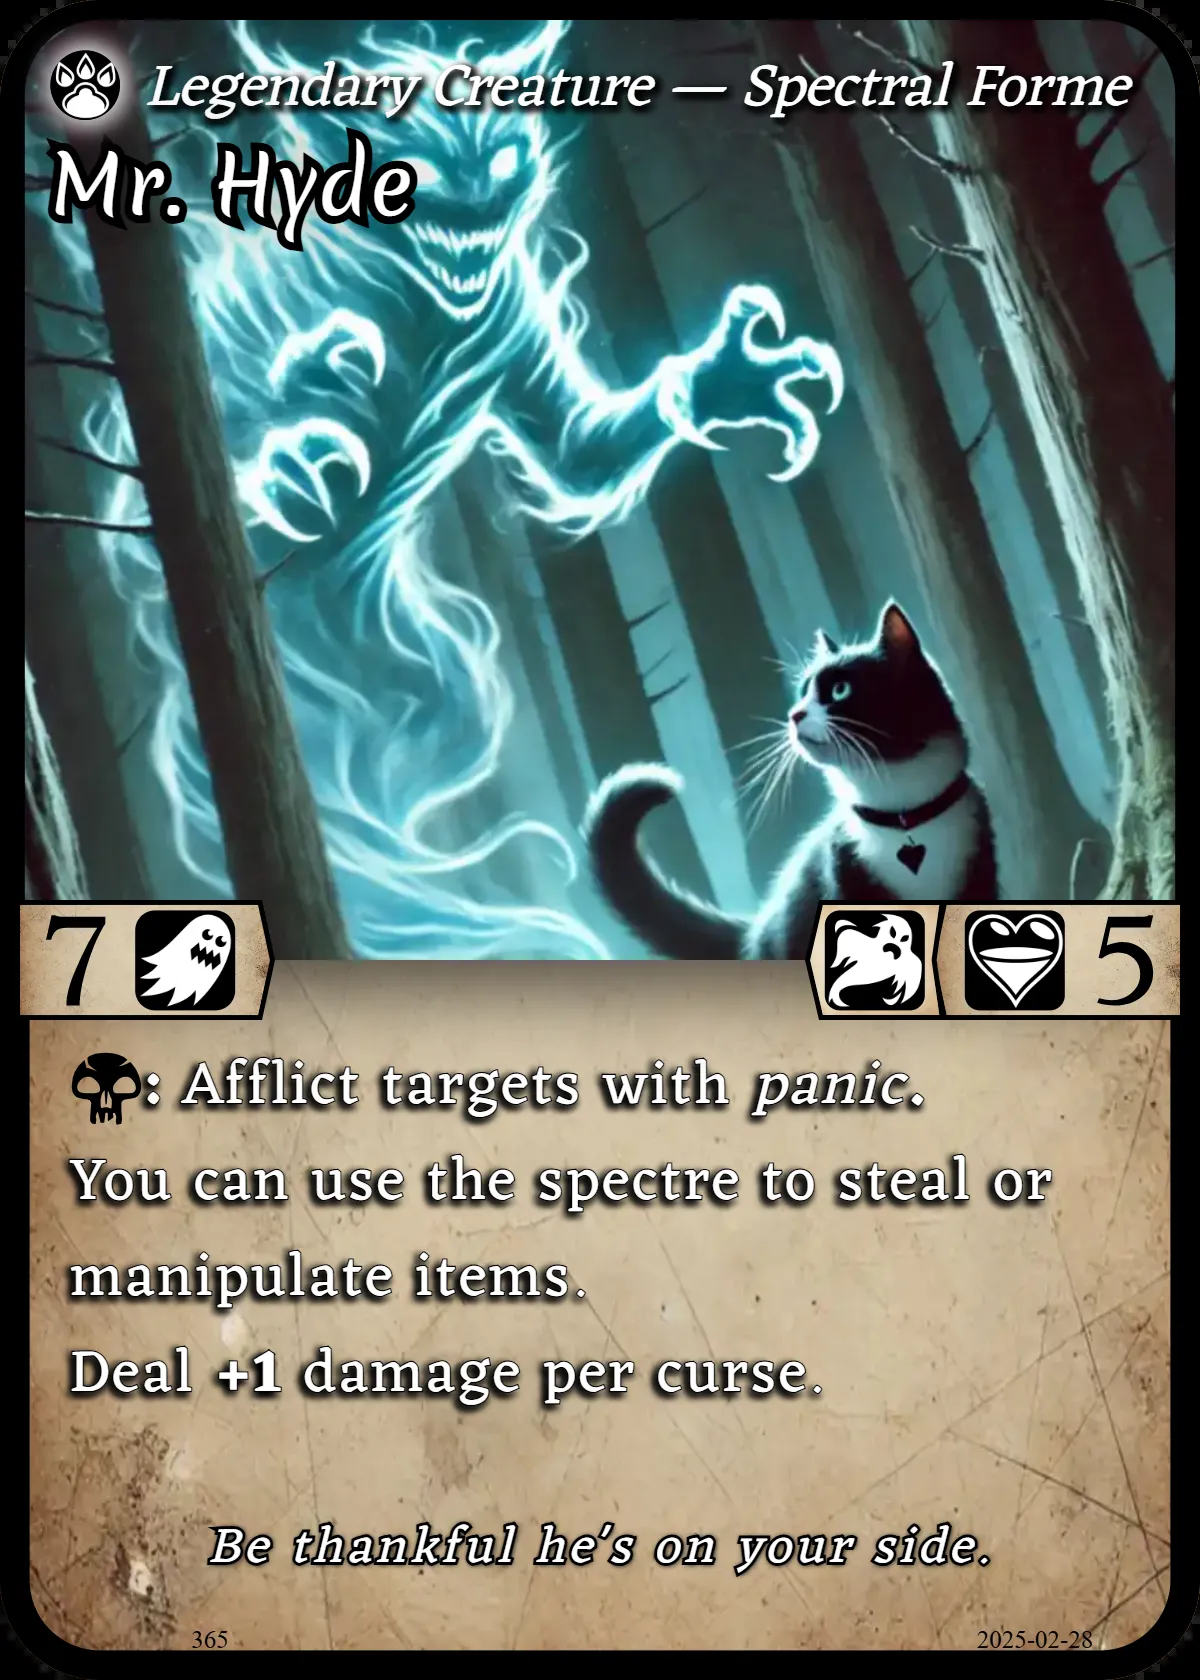 Legendary Creature — Spectral Forme
Mr. Hyde
7
5
: Afflict targets with panic.
You can use the spectre to steal or
manipulate items.
Deal +1 damage per curse.
Be thankful he's on your side.
365
2025-02-28